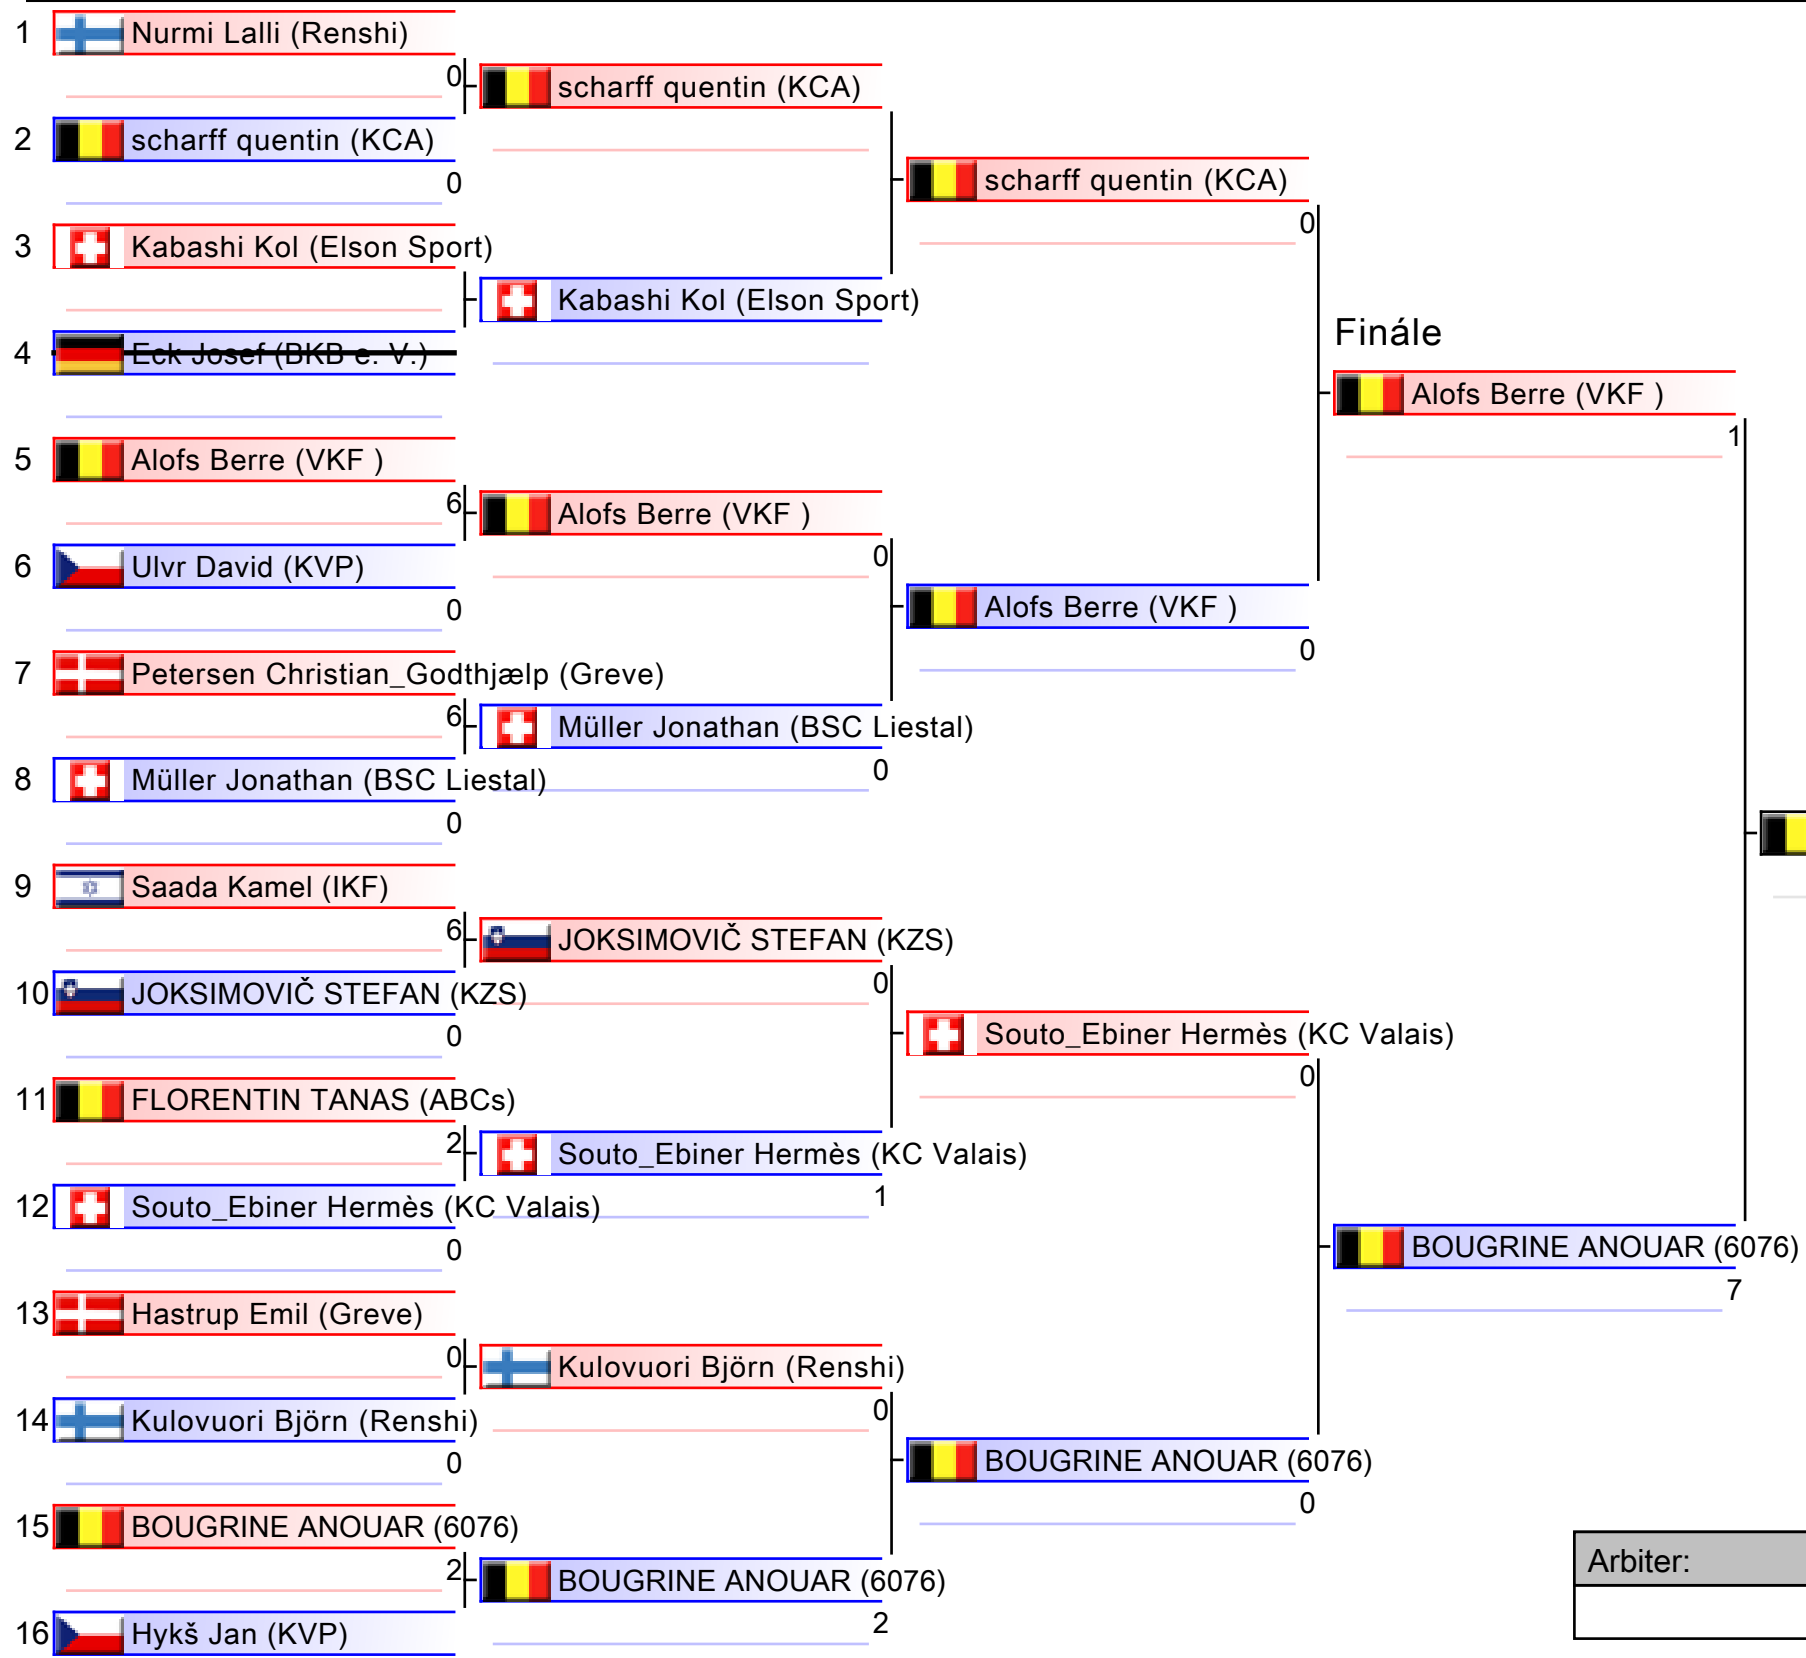 1 Nurmi Lalli (Renshi)
0
2 scharff quentin (KCA)
0
3 Kabashi Kol (Elson Sport)
4 Eck Josef (BKB e. V.)
5 Alofs Berre (VKF )
6
6 Ulvr David (KVP)
0
7 Petersen Christian_Godthjælp (Greve)
6
8 Müller Jonathan (BSC Liestal)
0
9 Saada Kamel (IKF)
6
10 JOKSIMOVIČ STEFAN (KZS)
0
11 FLORENTIN TANAS (ABCs)
2
12 Souto_Ebiner Hermès (KC Valais)
0
13 Hastrup Emil (Greve)
0
14 Kulovuori Björn (Renshi)
0
15 BOUGRINE ANOUAR (6076)
2
16 Hykš Jan (KVP)
scharff quentin (KCA)
Kabashi Kol (Elson Sport)
Alofs Berre (VKF )
0
Müller Jonathan (BSC Liestal)
0
JOKSIMOVIČ STEFAN (KZS)
0
Souto_Ebiner Hermès (KC Valais)
1
Kulovuori Björn (Renshi)
0
BOUGRINE ANOUAR (6076)
2
scharff quentin (KCA)
0
Alofs Berre (VKF )
0
Souto_Ebiner Hermès (KC Valais)
0
BOUGRINE ANOUAR (6076)
0
Finále
Alofs Berre (VKF )
1
BOUGRINE ANOUAR (6076)
7
Arbiter: